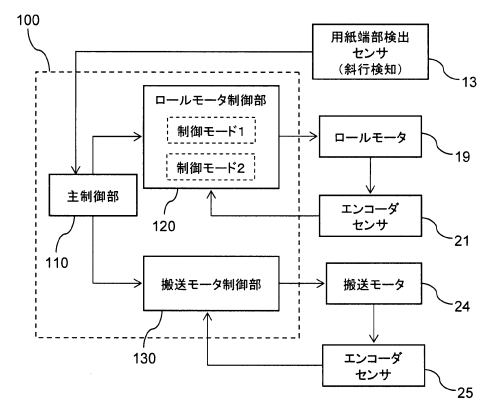 100
用紙端部検出
センサ
(斜行検知)
13
ロールモータ制御部
制御モード1
制御モード2
120
ロールモータ
19
主制御部
110
エンコーダ
センサ
21
搬送モータ制御部
130
搬送モータ
24
エンコーダ
センサ
25